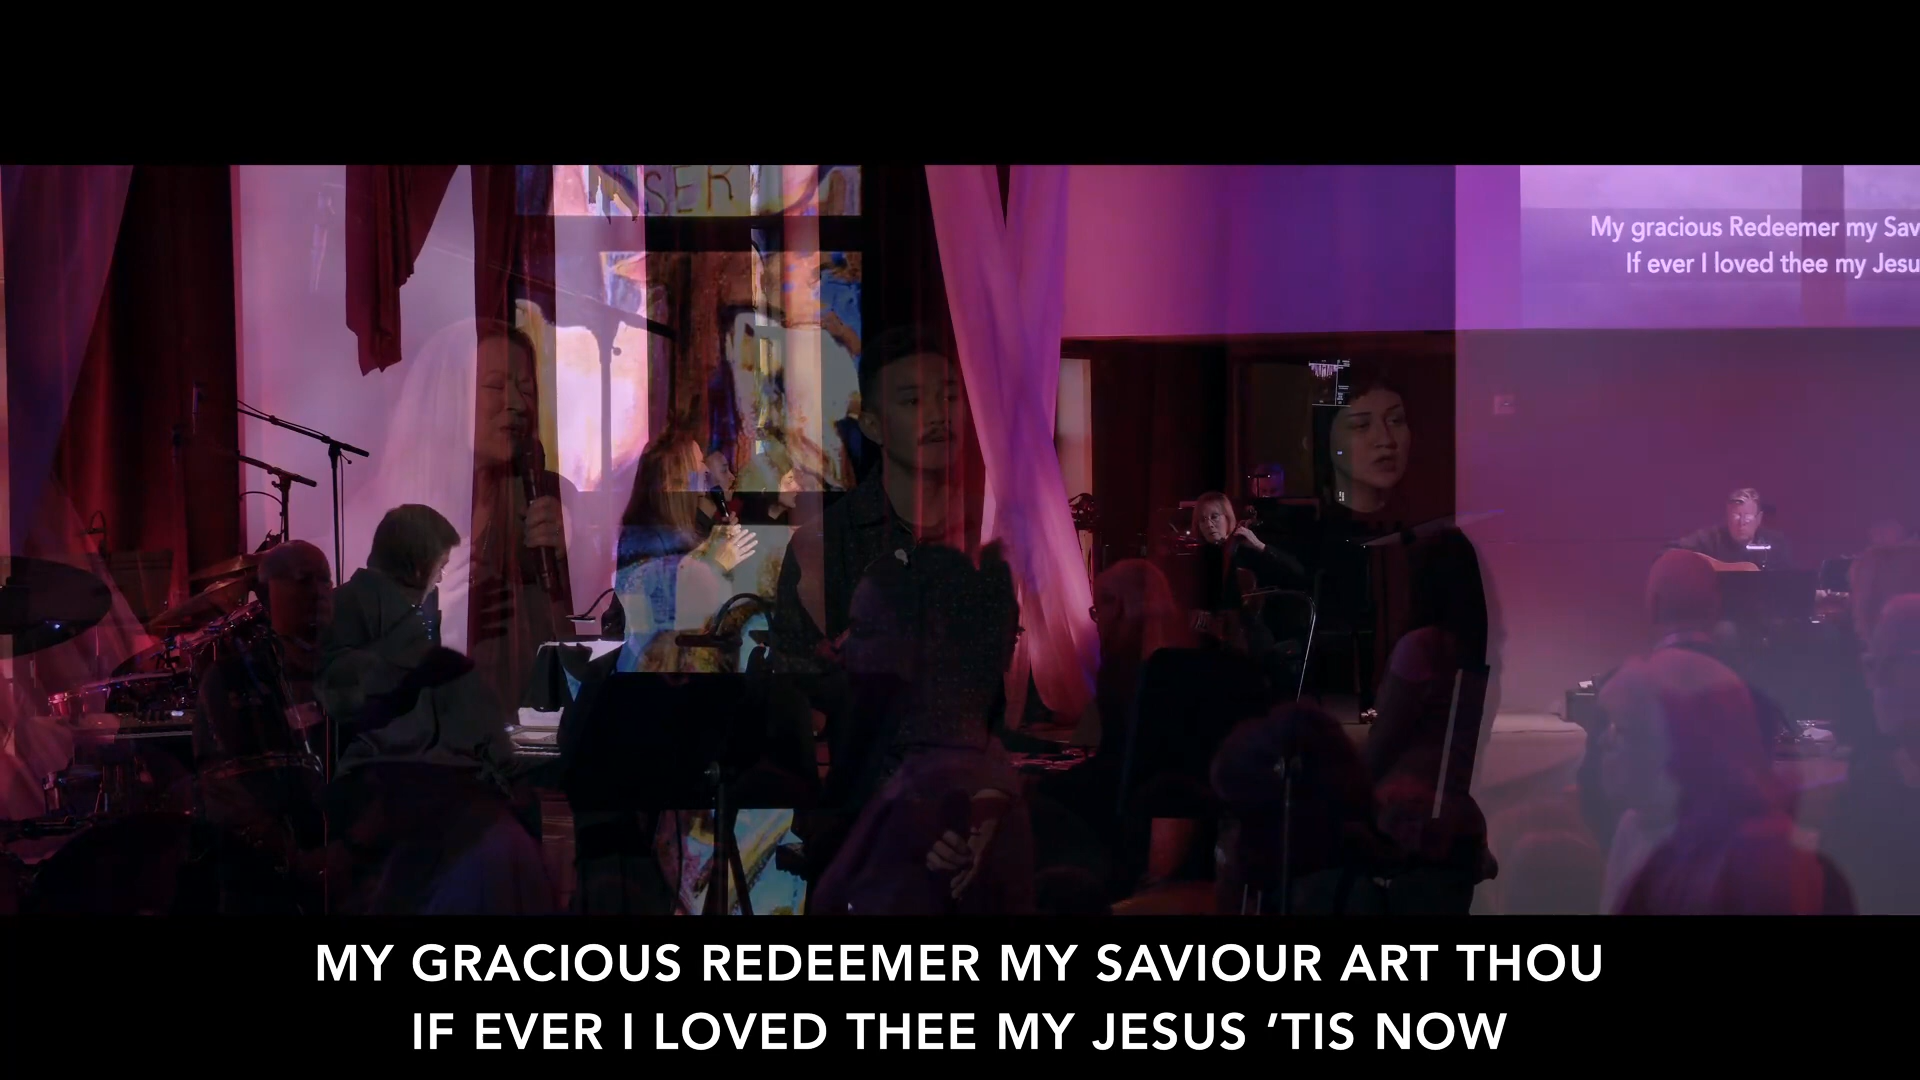 SER
My gracious Redeemer my Sav
If ever I loved thee my Jesu
MY GRACIOUS REDEEMER MY SAVIOUR ART THOU
IF EVER I LOVED THEE MY JESUS ’TIS NOW